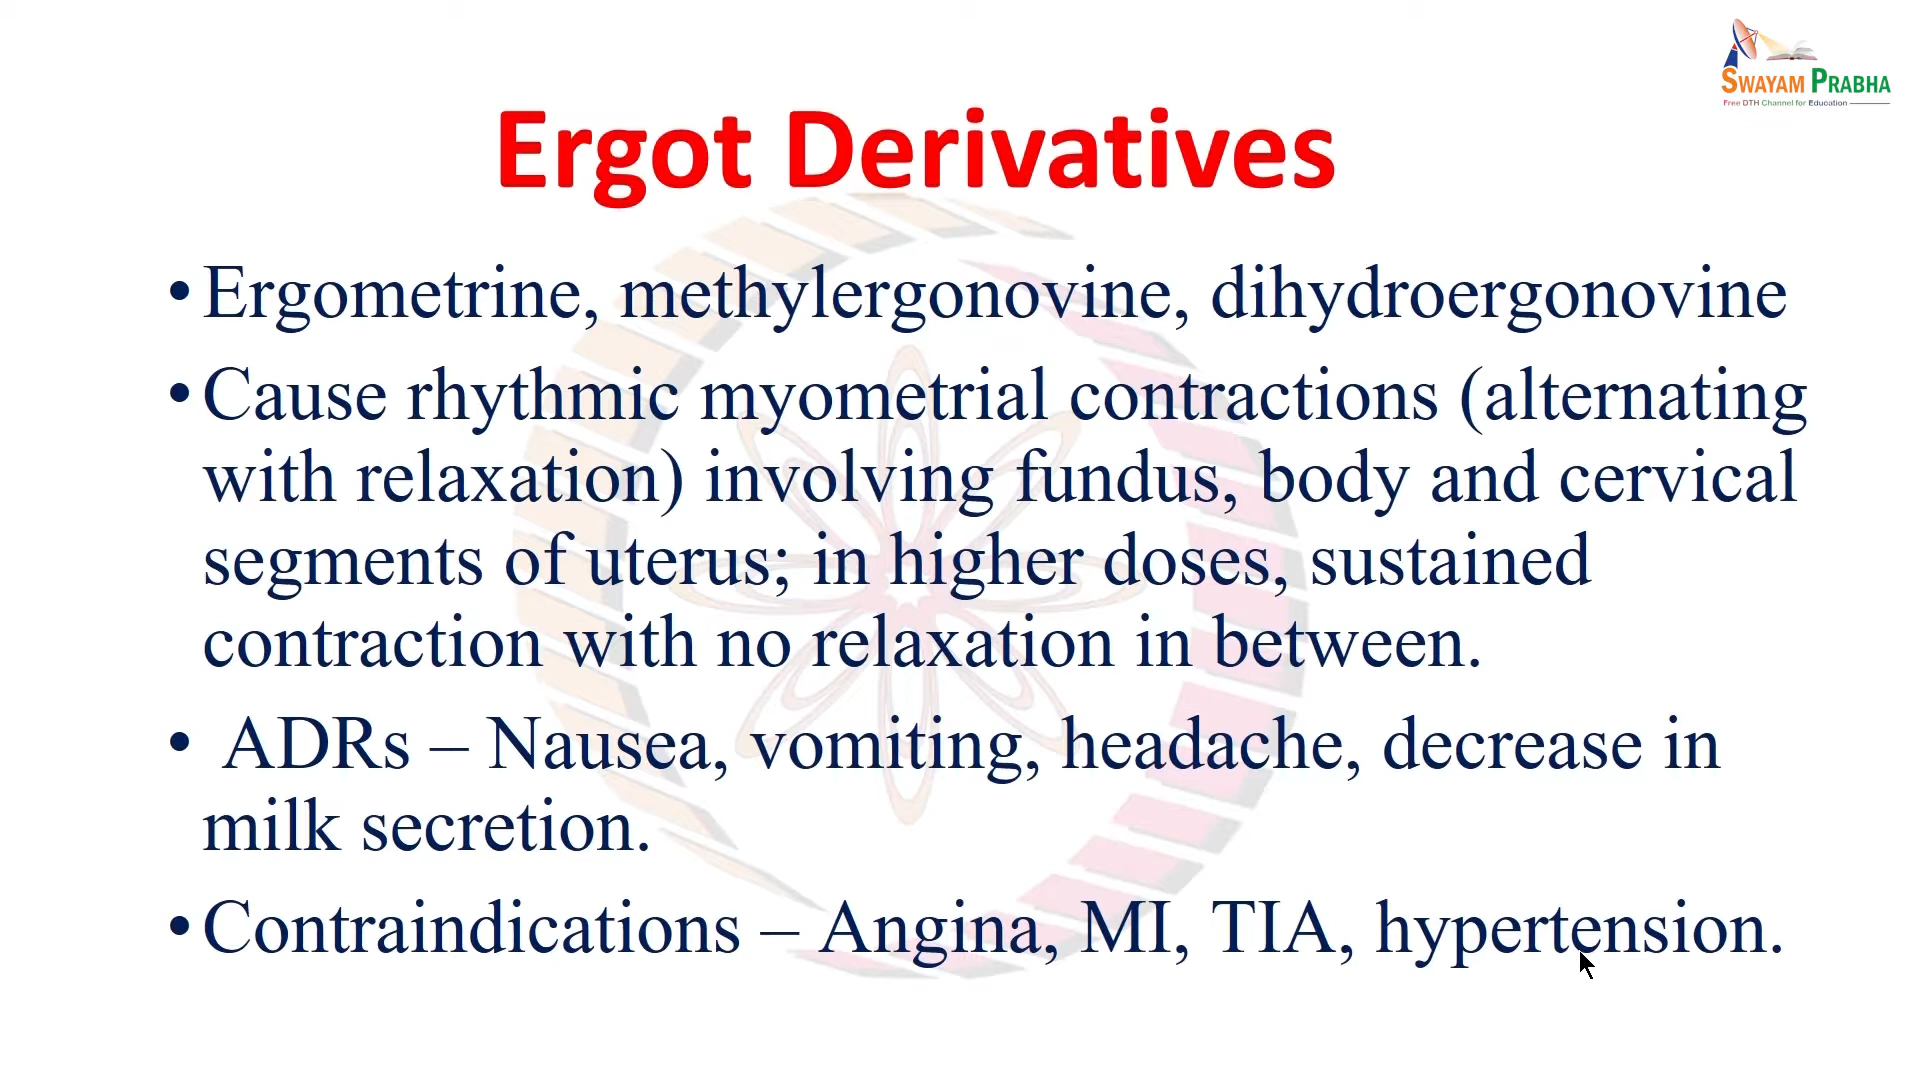 SWAYAM PRABHA
Free DTH Channel for Education
Ergot Derivatives
• Ergometrine, methylergonovine, dihydroergonovine
• Cause rhythmic myometrial contractions (alternating
with relaxation) involving fundus, body and cervical
segments of uterus; in higher doses, sustained
contraction with no relaxation in between.
• ADRs – Nausea, vomiting, headache, decrease in
milk secretion.
• Contraindications – Angina, MI, TIA, hypertension.